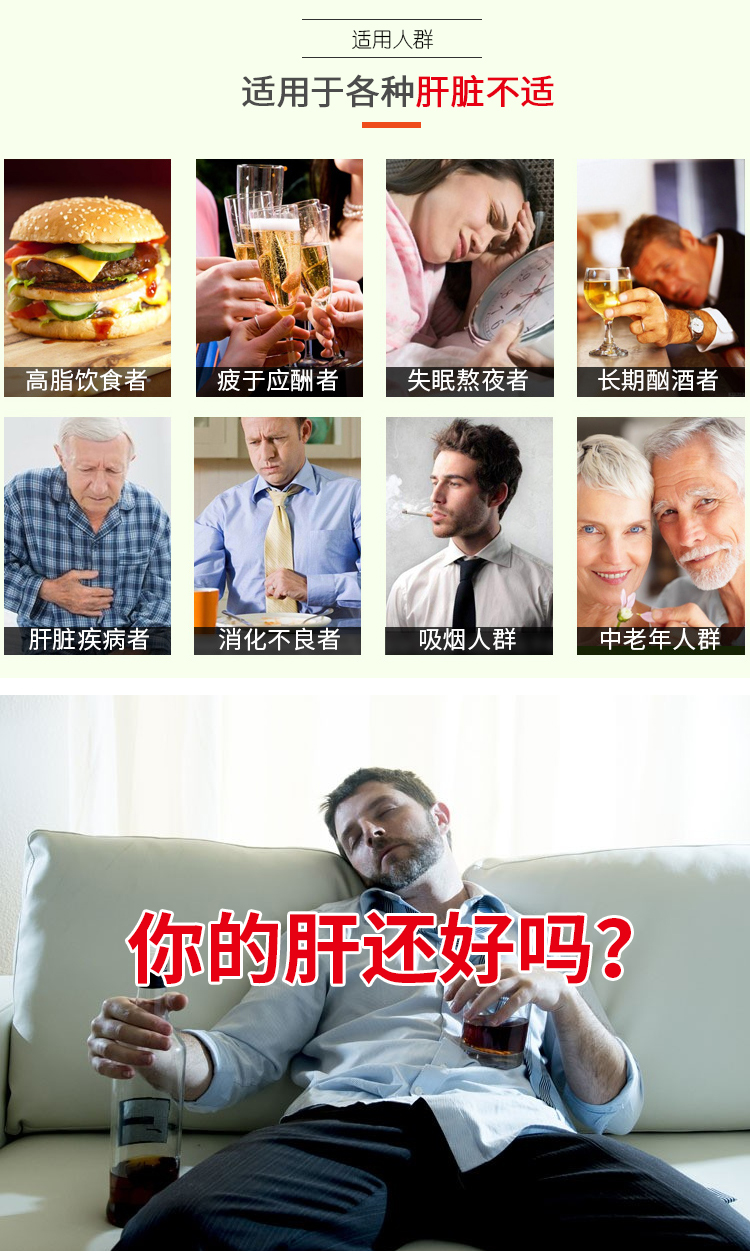 适用人群
适用于各种肝脏不适
高脂饮食者
疲于应酬者
失眠熬夜者
长期酗酒者
肝脏疾病者
消化不良者
吸烟人群
中老年人群
你的肝还好吗？